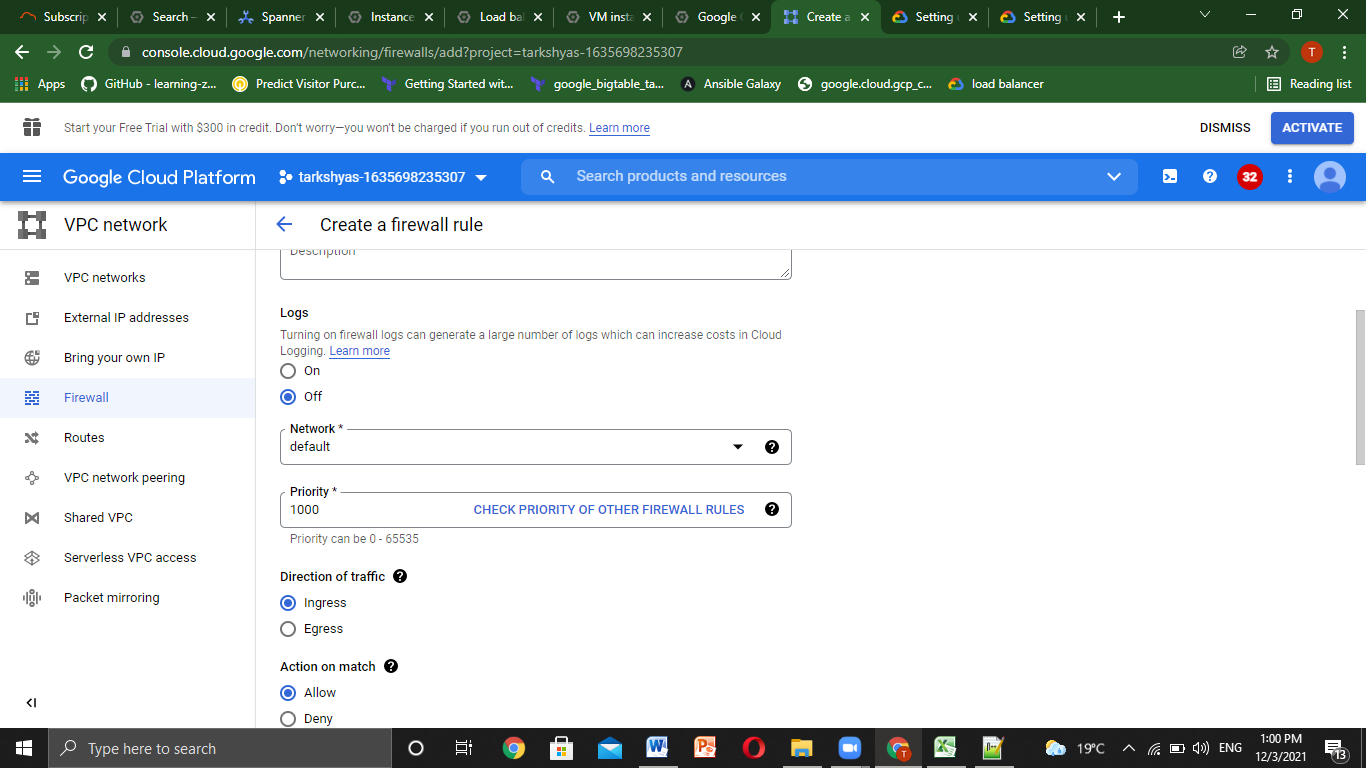 Subscrip
Search –
Spanner
Instance
Load ba
VM insta
Google
Create a
Setting
Setting
console.cloud.google.com/networking/firewalls/add?project=tarkshyas-1635698235307
T
Apps
GitHub - learning-z...
Predict Visitor Purc...
Getting Started wit...
google_bigtable_ta...
A
Ansible Galaxy
google.cloud.gcp_c...
load balancer
Reading list
Start your Free Trial with $300 in credit. Don't worry—you won't be charged if you run out of credits. Learn more
DISMISS
ACTIVATE
Google Cloud Platform
tarkshyas-1635698235307
Search products and resources
32
VPC network
Create a firewall rule
VPC networks
External IP addresses
Bring your own IP
Firewall
Routes
VPC network peering
Shared VPC
Serverless VPC access
Packet mirroring
Description
Logs
Turning on firewall logs can generate a large number of logs which can increase costs in Cloud
Logging. Learn more
On
Off
Network *
default
Priority *
1000
CHECK PRIORITY OF OTHER FIREWALL RULES
Priority can be 0 - 65535
Direction of traffic
Ingress
Egress
Action on match
Allow
Deny
Type here to search
19°C
ENG
1:00 PM
12/3/2021
13